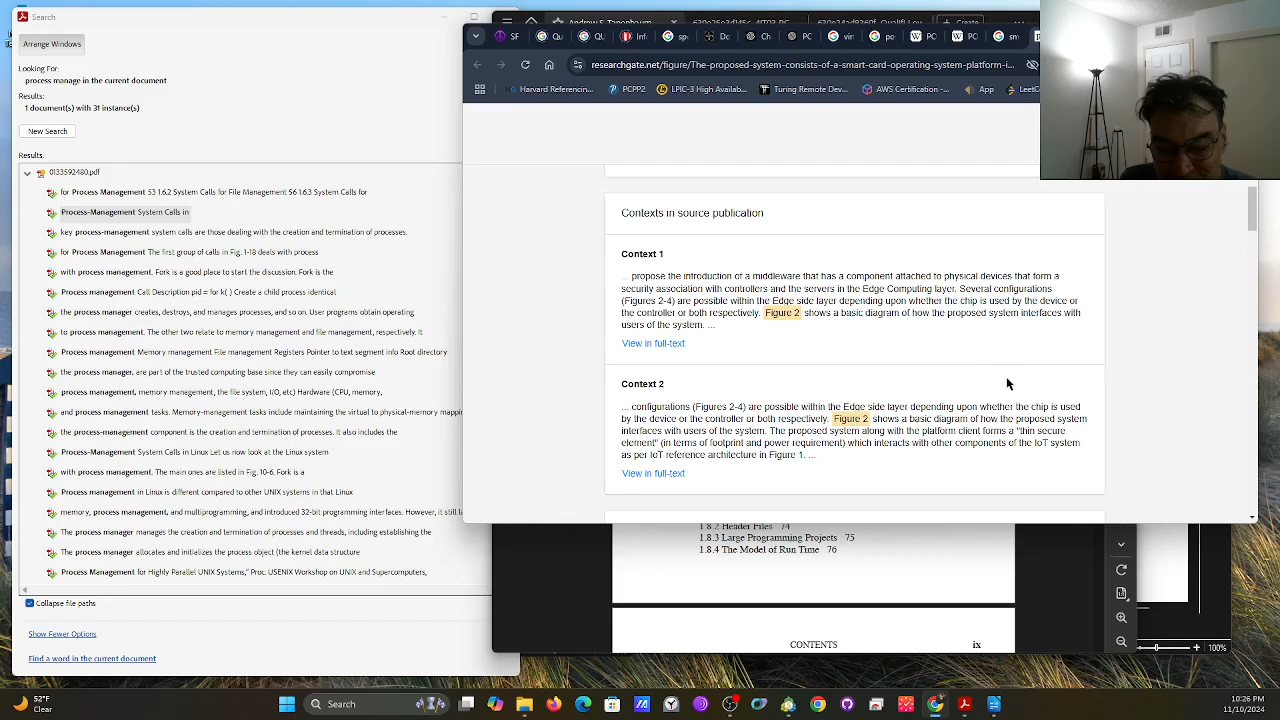 Search
Arrange Windows
Looking For:
process manage in the current document
Results:
1 document(s) with 31 instance(s)
New Search
Results:
0133592480.pdf
for Process Management 53 1.6.2 System Calls for File Management 56 1.6.3 System Calls for
Process-Management System Calls in
key process-management system calls are those dealing with the creation and termination of processes.
for Process Management The first group of calls in Fig. 1-18 deals with process
with process management. Fork is a good place to start the discussion. Fork is the
Process management Call Description pid = for k( ) Create a child process identical
the process manager creates, destroys, and manages processes, and so on. User programs obtain operating
to process management. The other two relate to memory management and file management, respectively. It
Process management Memory management File management Registers Pointer to text segment info Root directory
the process manager, are part of the trusted computing base since they can easily compromise
process management, memory management, the file system, I/O, etc) Hardware (CPU, memory,
and process management tasks. Memory-management tasks include maintaining the virtual to physical-memory mappin
the process-management component is the creation and termination of processes. It also includes the
Process-Management System Calls in Linux Let us now look at the Linux system
with process management. The main ones are listed in Fig. 10-6. Fork is a
Process management in Linux is different compared to other UNIX systems in that Linux
memory, process management, and multiprogramming, and introduced 32-bit programming interfaces. However, it still la
The process manager manages the creation and termination of processes and threads, including establishing the
The process manager allocates and initializes the process object (the kernel data structure
Process Management for Highly Parallel UNIX Systems," Proc. USENIX Workshop on UNIX and Supercomputers,
Collapse file paths
Show Fewer Options
Find a word in the current document
Create
SF
Qu
QU
Inf
spe
Do
Ch
PC
vir
po
PC
PC
sm
researchgate.net/figure/The-proposed-system-consists-of-a-smart-card-operating-system-platform-i...
Harvard Referencin...
PCPP2
LPIC-3 High Availab...
Turing Remote Dev...
AWS Certification -...
App
LeetC
Contexts in source publication
Context 1
... propose the introduction of a middleware that has a component attached to physical devices that form a
security association with controllers and the servers in the Edge Computing layer. Several configurations
(Figures 2-4) are possible within the Edge side layer depending upon whether the chip is used by the device or
the controller or both respectively. Figure 2 shows a basic diagram of how the proposed system interfaces with
users of the system. ...
View in full-text
Context 2
... configurations (Figures 2-4) are possible within the Edge side layer depending upon whether the chip is used
by the device or the controller or both respectively. Figure 2 shows a basic diagram of how the proposed system
interfaces with users of the system. The proposed system along with the platform client forms a "thin secure
element" (in terms of footprint and power requirement) which interacts with other components of the IoT system
as per IoT reference architecture in Figure 1. ...
View in full-text
1.8.2 Header Files 74
1.8.3 Large Programming Projects 75
1.8.4 The Model of Run Time 76
CONTENTS ix
100%
52°F
Clear
Search
10:26 PM
11/10/2024